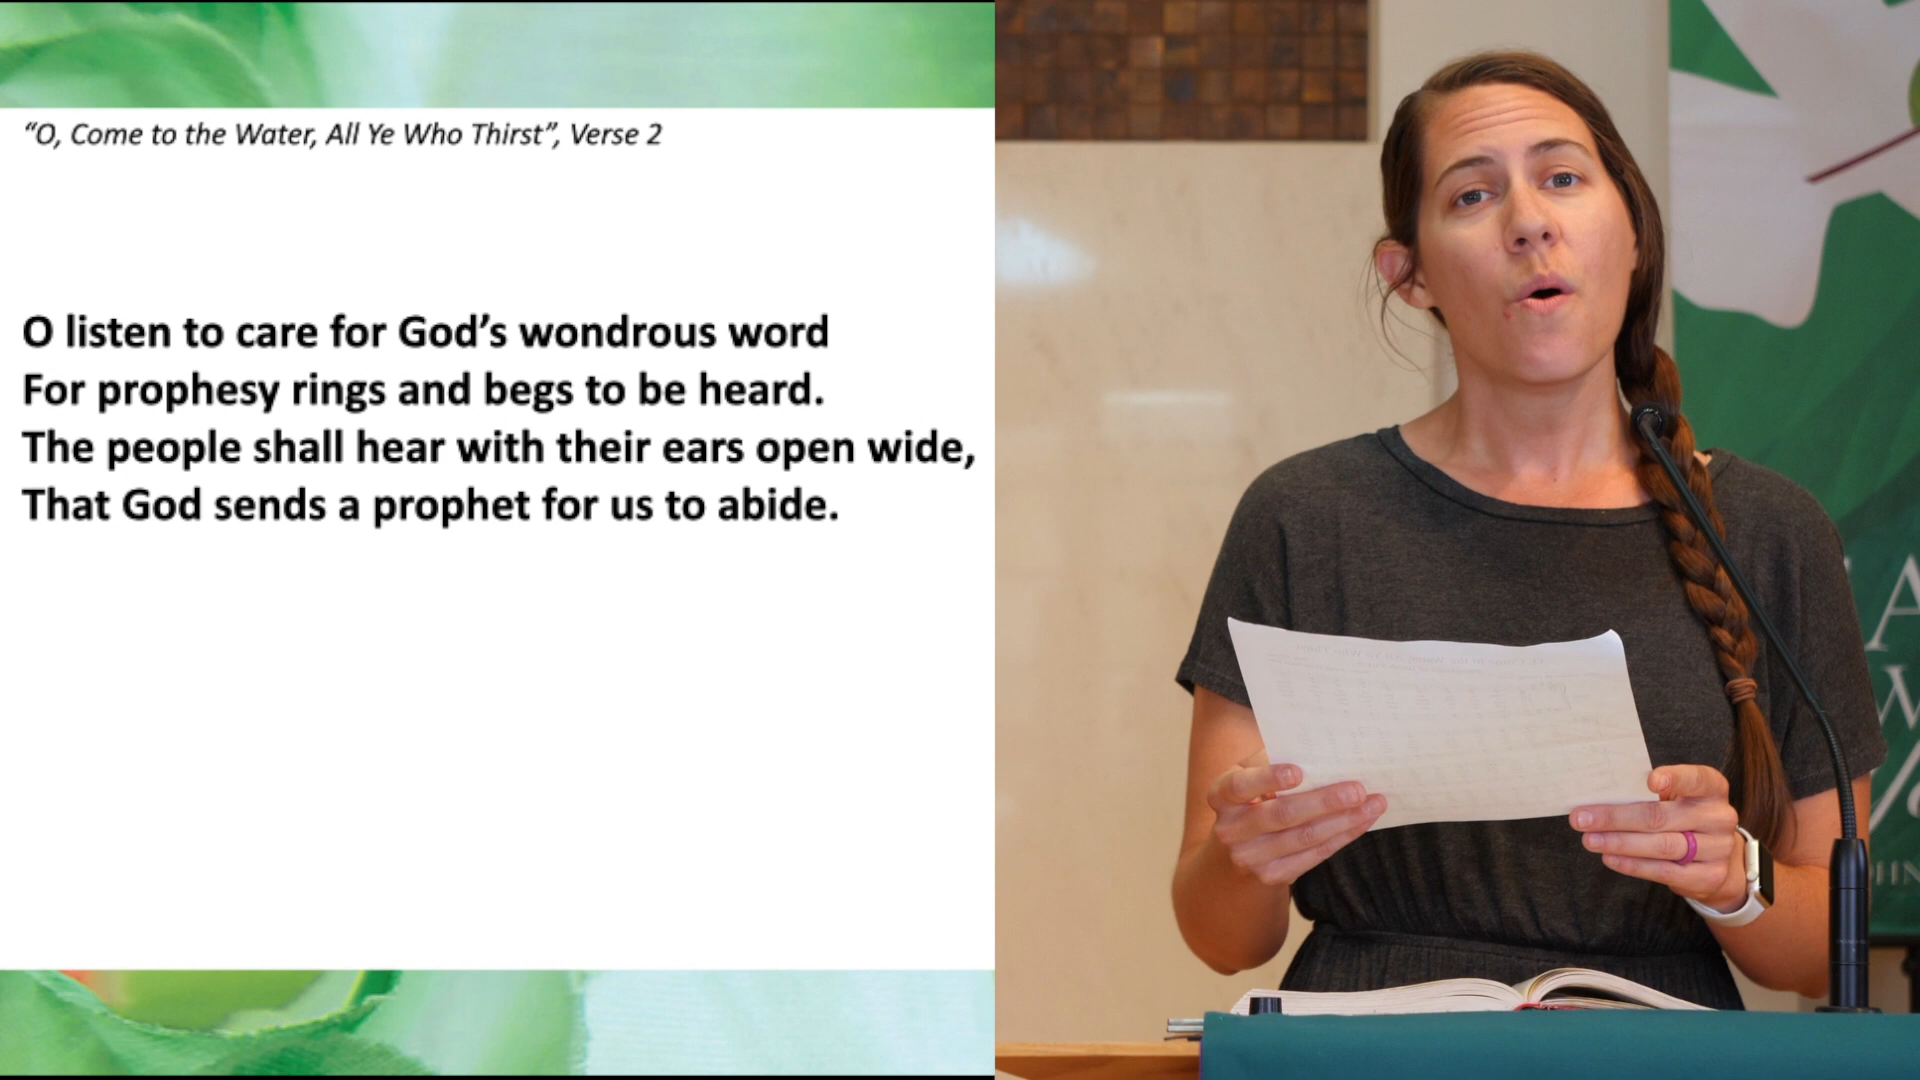 “O, Come to the Water, All Ye Who Thirst”, Verse 2
O listen to care for God’s wondrous word
For prophesy rings and begs to be heard.
The people shall hear with their ears open wide,
That God sends a prophet for us to abide.
A
W
OHN